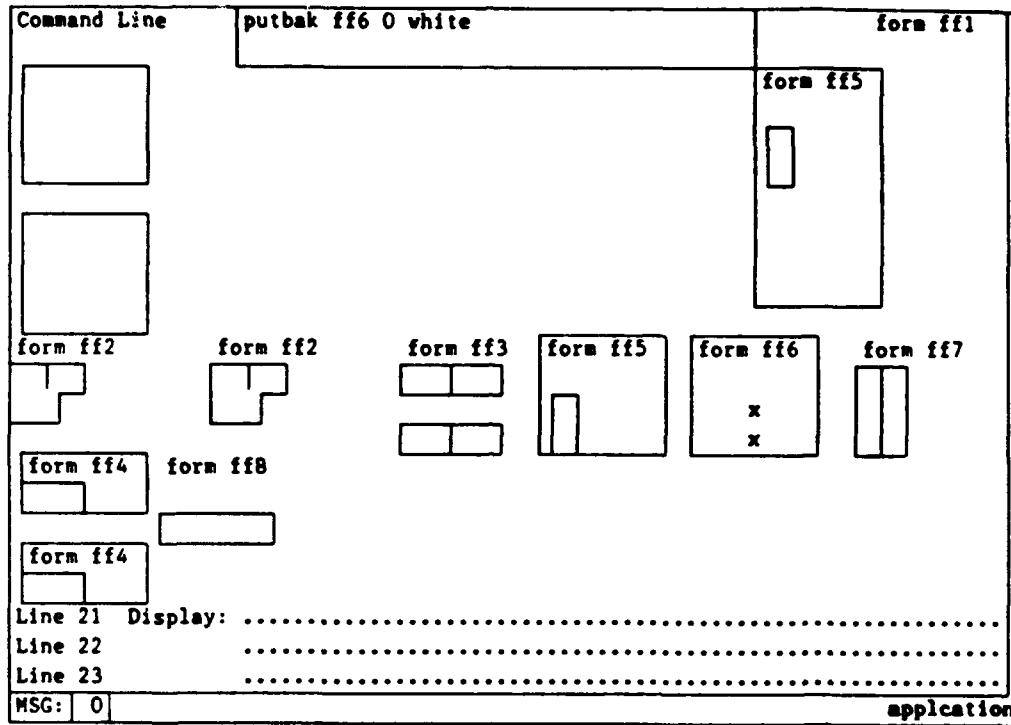 Command Line putbak ff6 0 white form ff1
form ff5
form ff2 form ff2 form ff3 form ff5 form ff6 form ff7
x
x
form ff4 form ff8
form ff4
Line 21 Display: ..............................................................
Line 22 ..............................................................
Line 23 ..............................................................
MSG: 0 applcation